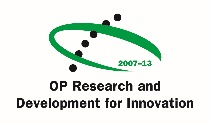 2007-13
OP Research and
Development for Innovation